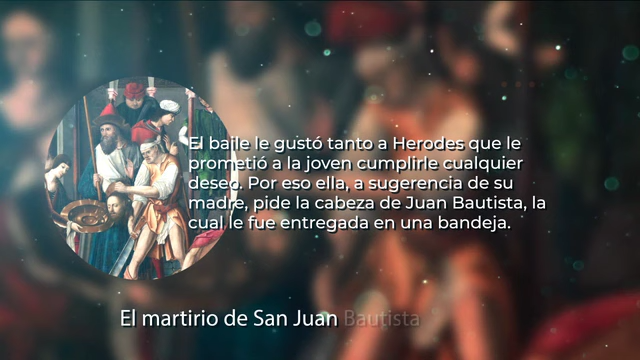 El baile le gustó tanto a Herodes que le
prometió a la joven cumplirle cualquier
deseo. Por eso ella, a sugerencia de su
madre, pide la cabeza de Juan Bautista, la
cual le fue entregada en una bandeja.
El martirio de San Juan Bautista